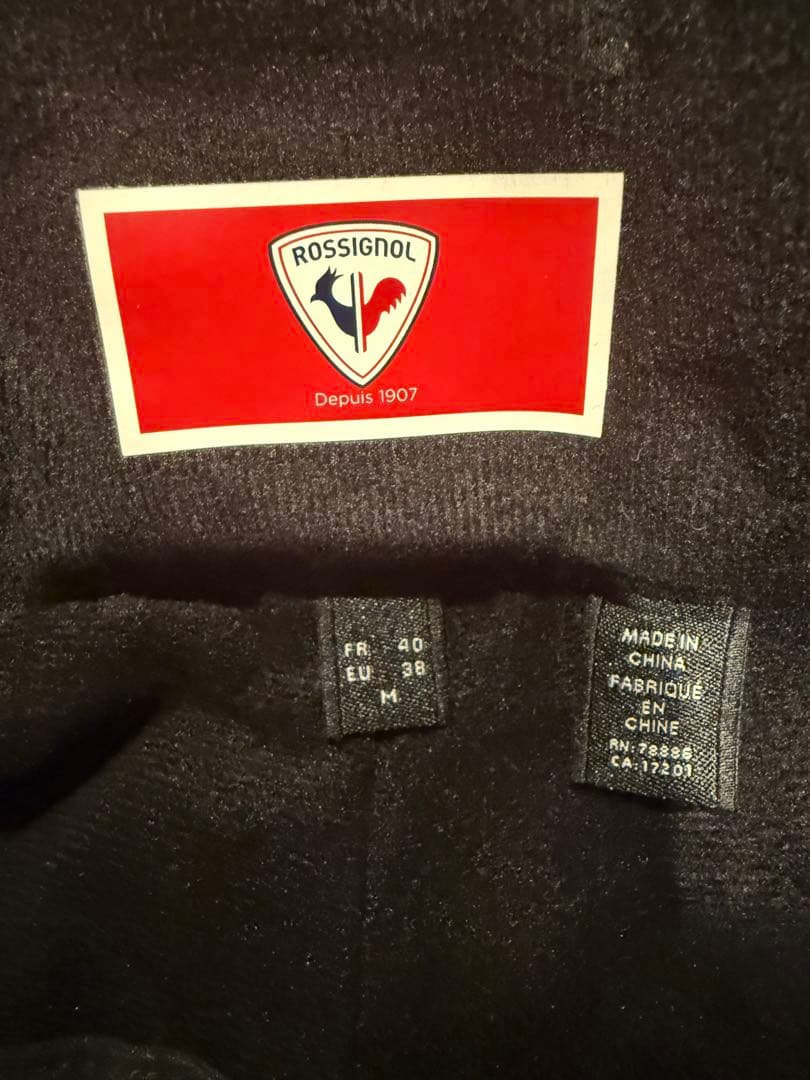 ROSSIGNOL
Depuis 1907
FR 40
EU 38
M
MADE IN
CHINA
FABRIQUÉ
EN
CHINE
RN: 78886
CA: 17201